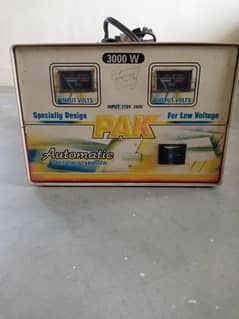 3000 W
INPUT VOLTS
OUTPUT VOLTS
Specially Design
For Low Voltage
PAK
Automatic